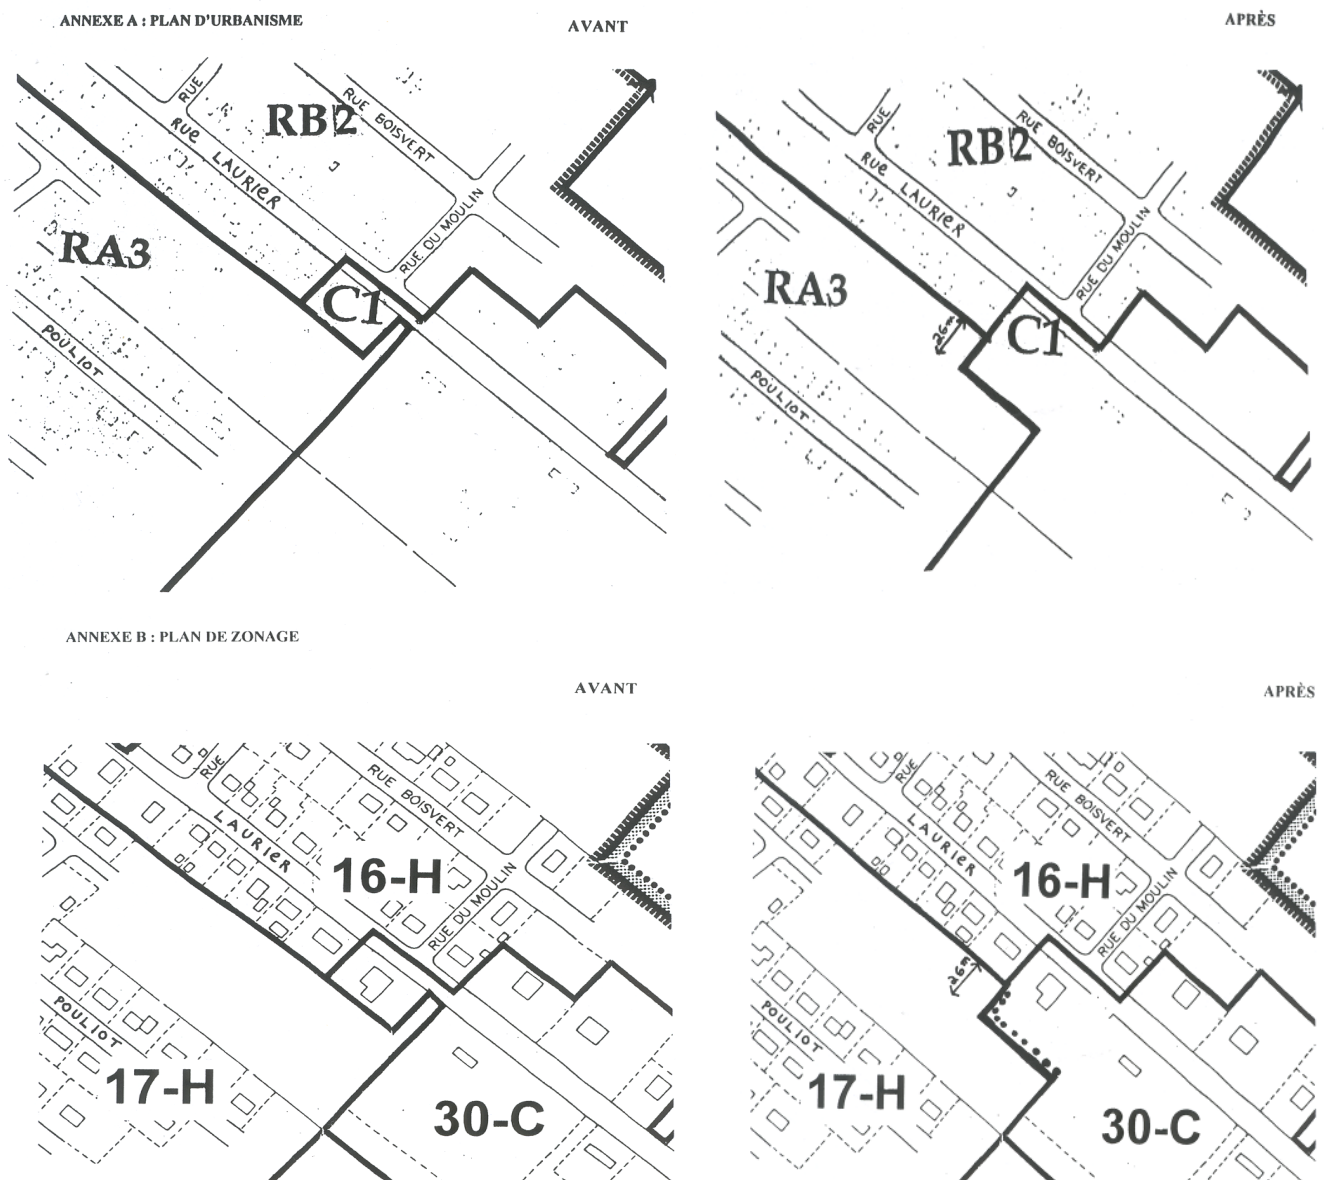 ANNEXE A : PLAN D'URBANISME
AVANT
APRÈS
RUE
RB2
RUE BOISVERT
RUE LAURIER
RUE DU MOULIN
RA3
C1
POULIOT
RUE
RB2
RUE BOISVERT
RUE LAURIER
RUE DU MOULIN
RA3
26m
C1
POULIOT
ANNEXE B : PLAN DE ZONAGE
AVANT
APRÈS
RUE
RUE BOISVERT
LAURIER
16-H
RUE DU MOULIN
POULIOT
17-H
30-C
RUE
RUE BOISVERT
LAURIER
16-H
RUE DU MOULIN
26m
POULIOT
17-H
30-C